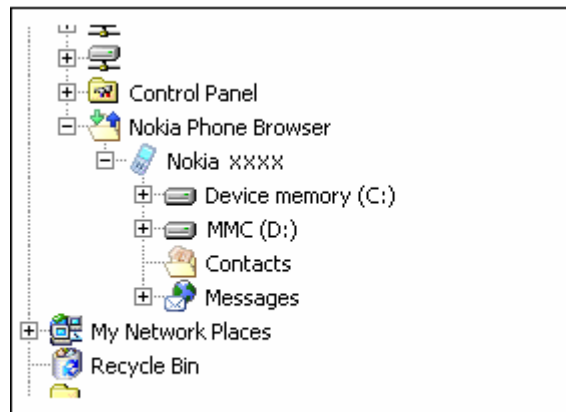 Control Panel
Nokia Phone Browser
Nokia xxxx
Device memory (C:)
MMC (D:)
Contacts
Messages
My Network Places
Recycle Bin